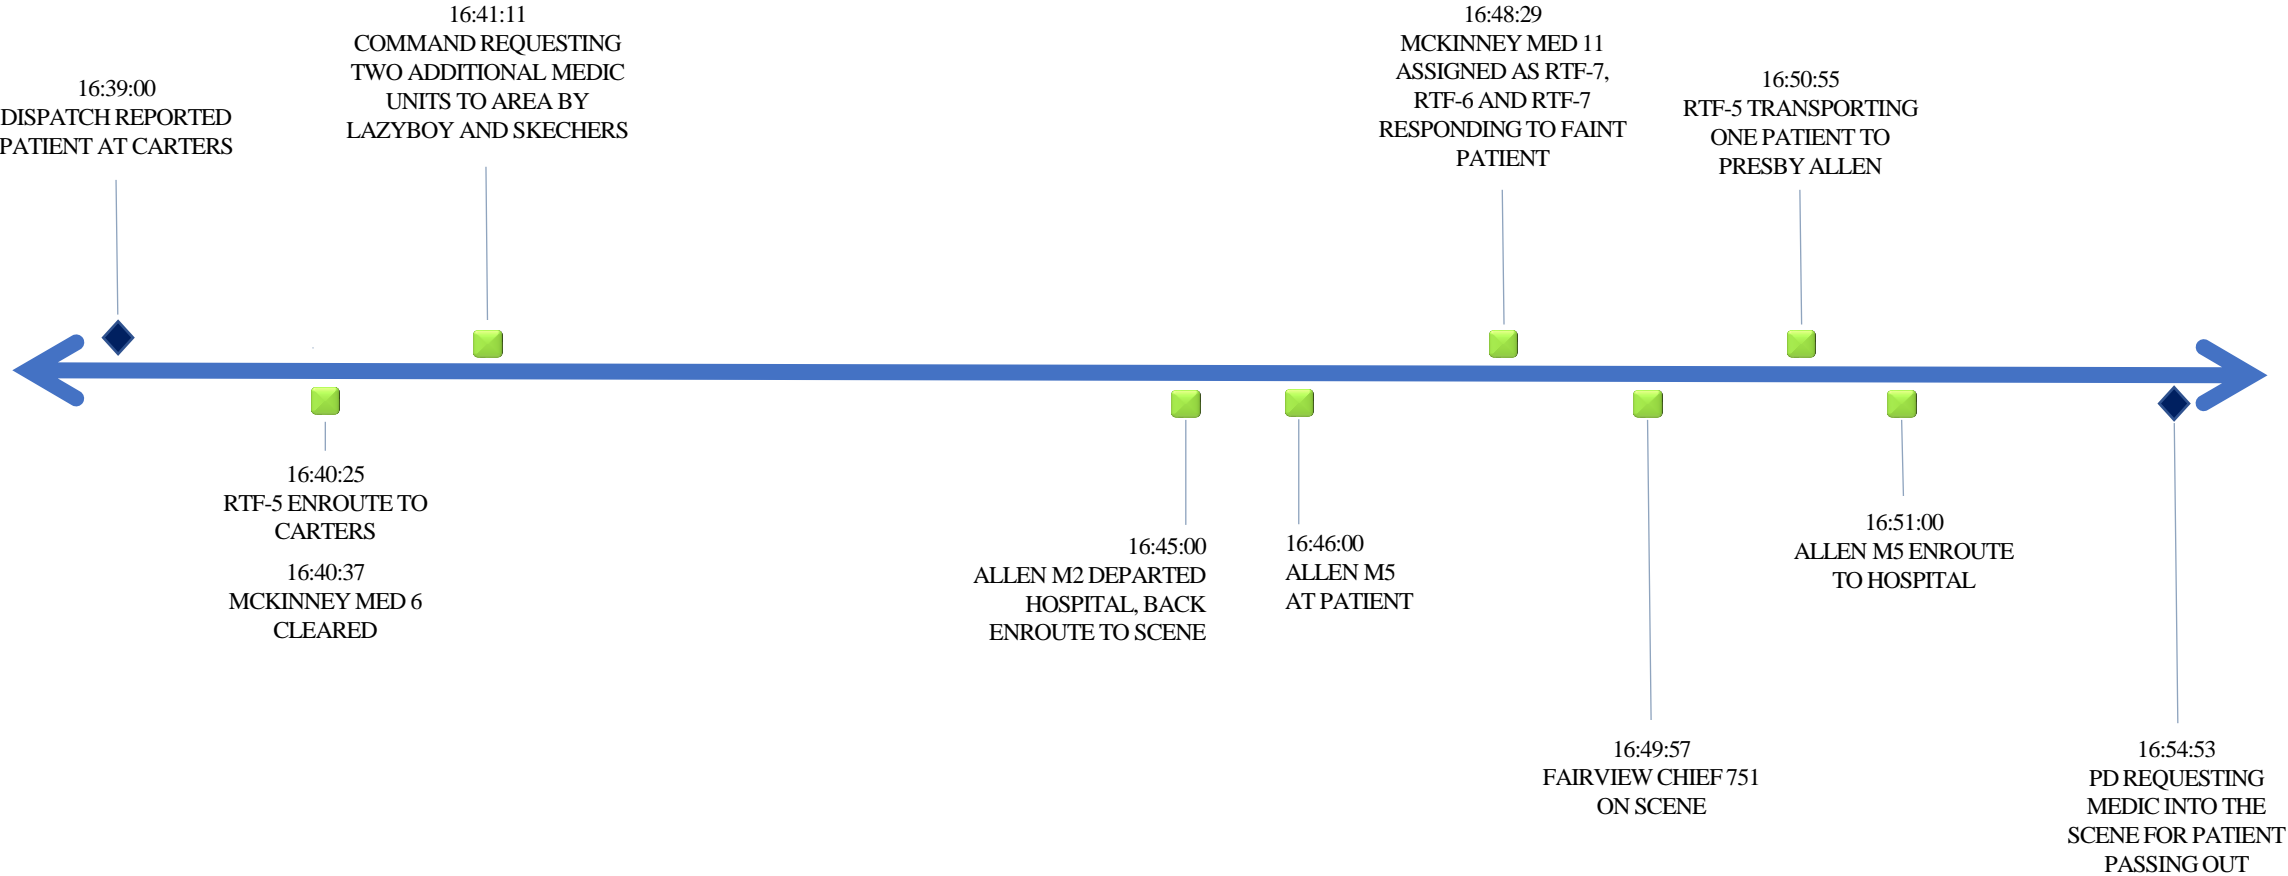 16:39:00
DISPATCH REPORTED
PATIENT AT CARTERS
16:40:25
RTF-5 ENROUTE TO
CARTERS
16:40:37
MCKINNEY MED 6
CLEARED
16:41:11
COMMAND REQUESTING
TWO ADDITIONAL MEDIC
UNITS TO AREA BY
LAZYBOY AND SKECHERS
16:45:00
ALLEN M2 DEPARTED
HOSPITAL, BACK
ENROUTE TO SCENE
16:46:00
ALLEN M5
AT PATIENT
16:48:29
MCKINNEY MED 11
ASSIGNED AS RTF-7,
RTF-6 AND RTF-7
RESPONDING TO FAINT
PATIENT
16:49:57
FAIRVIEW CHIEF 751
ON SCENE
16:50:55
RTF-5 TRANSPORTING
ONE PATIENT TO
PRESBY ALLEN
16:51:00
ALLEN M5 ENROUTE
TO HOSPITAL
16:54:53
PD REQUESTING
MEDIC INTO THE
SCENE FOR PATIENT
PASSING OUT